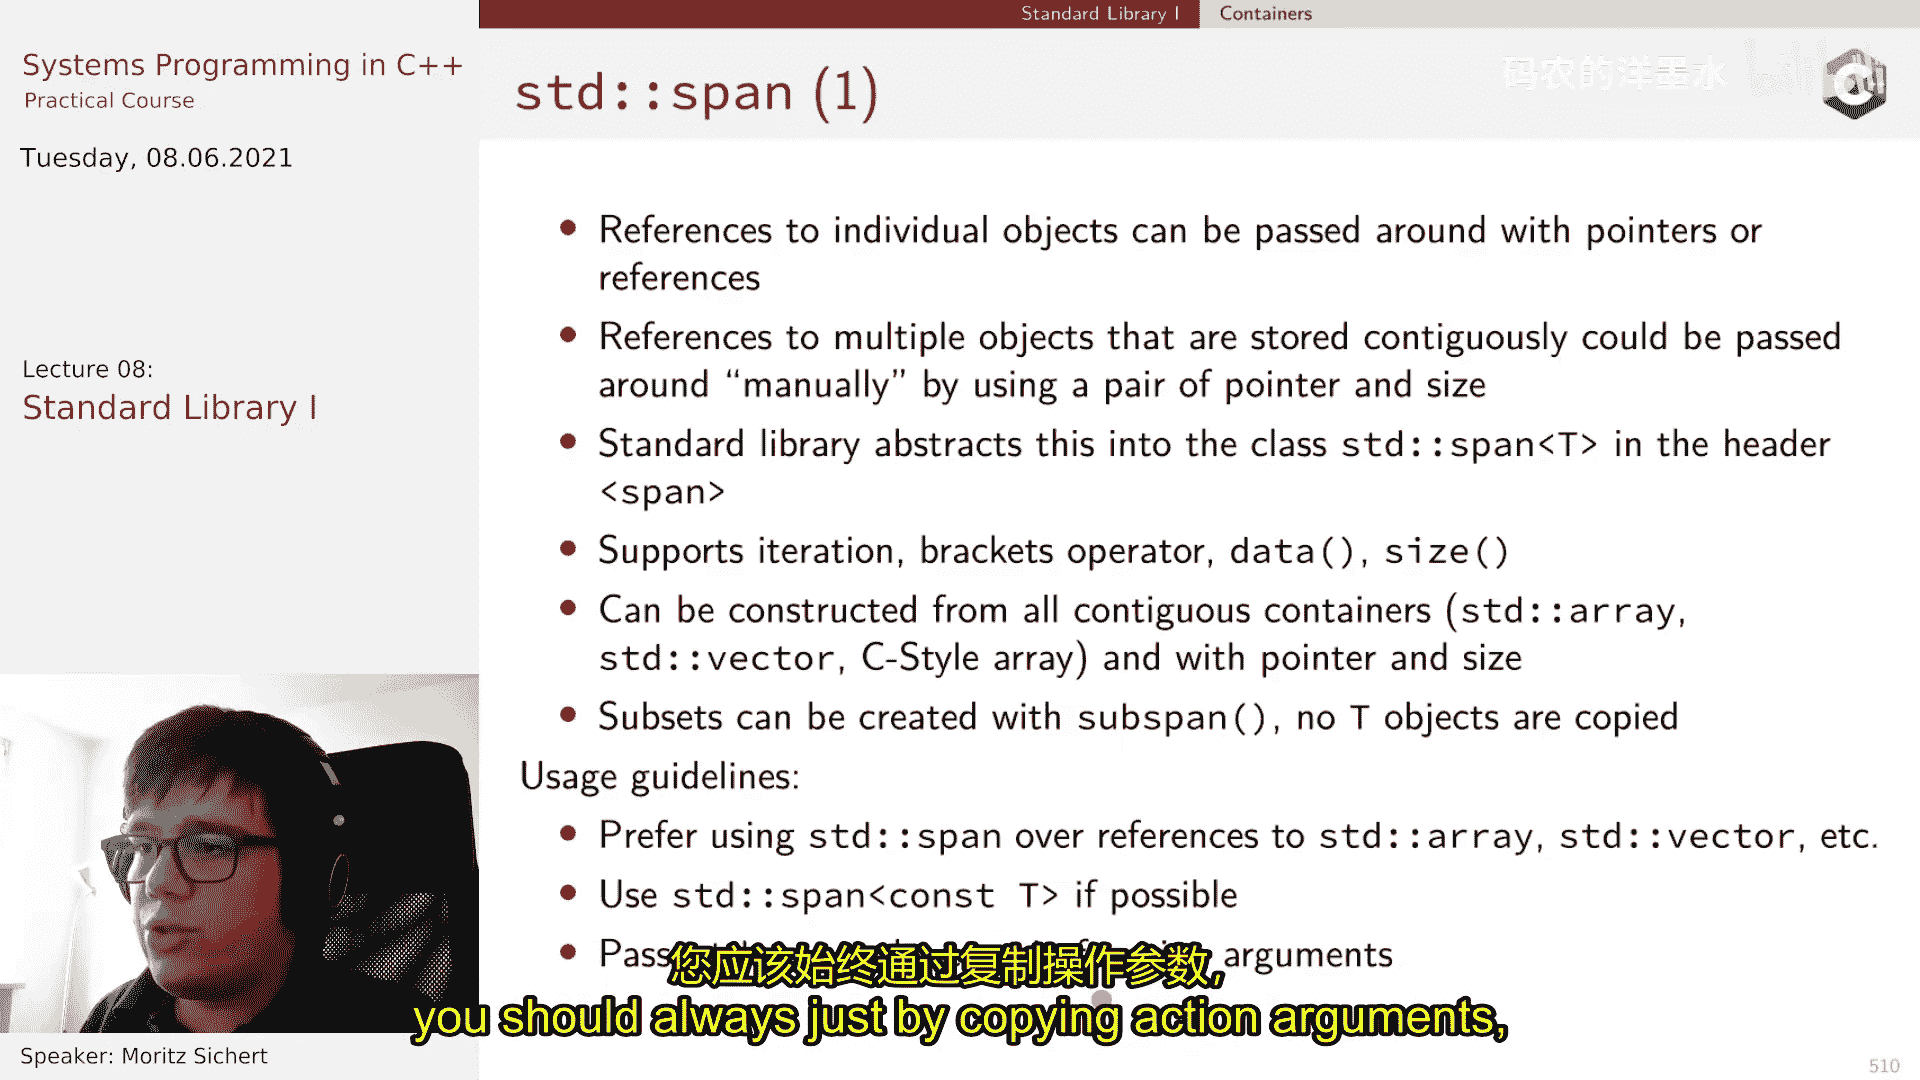 Standard Library I Containers
Systems Programming in C++
Practical Course
Tuesday, 08.06.2021
Lecture 08:
Standard Library I
Speaker: Moritz Sichert
std::span (1)
码农的洋墨水
• References to individual objects can be passed around with pointers or
references
• References to multiple objects that are stored contiguously could be passed
around “manually” by using a pair of pointer and size
• Standard library abstracts this into the class std::span<T> in the header
<span>
• Supports iteration, brackets operator, data(), size()
• Can be constructed from all contiguous containers (std::array,
std::vector, C-Style array) and with pointer and size
• Subsets can be created with subspan(), no T objects are copied
Usage guidelines:
• Prefer using std::span over references to std::array, std::vector, etc.
• Use std::span<const T> if possible
• Pass arguments
您应该始终通过复制操作参数,
you should always just by copying action arguments,
510